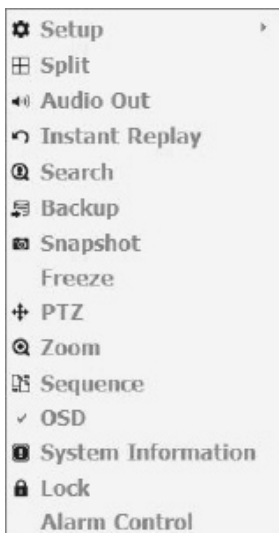 Setup
Split
Audio Out
Instant Replay
Search
Backup
Snapshot
Freeze
PTZ
Zoom
Sequence
OSD
System Information
Lock
Alarm Control